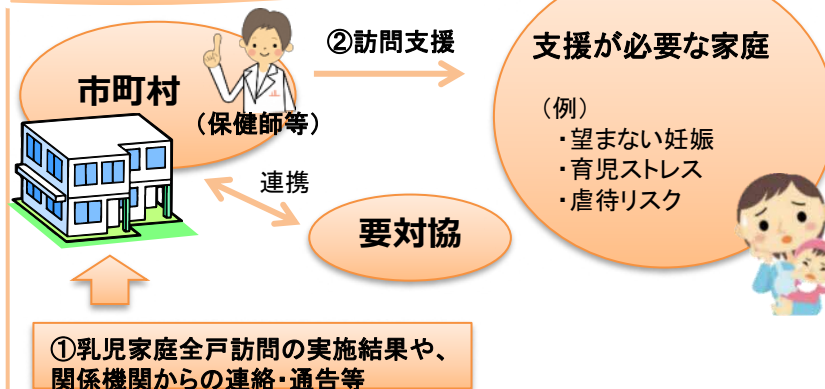 ②訪問支援
市町村
(保健師等)
支援が必要な家庭
(例)
・望まない妊娠
・育児ストレス
・虐待リスク
連携
要対協
①乳児家庭全戸訪問の実施結果や、
関係機関からの連絡・通告等